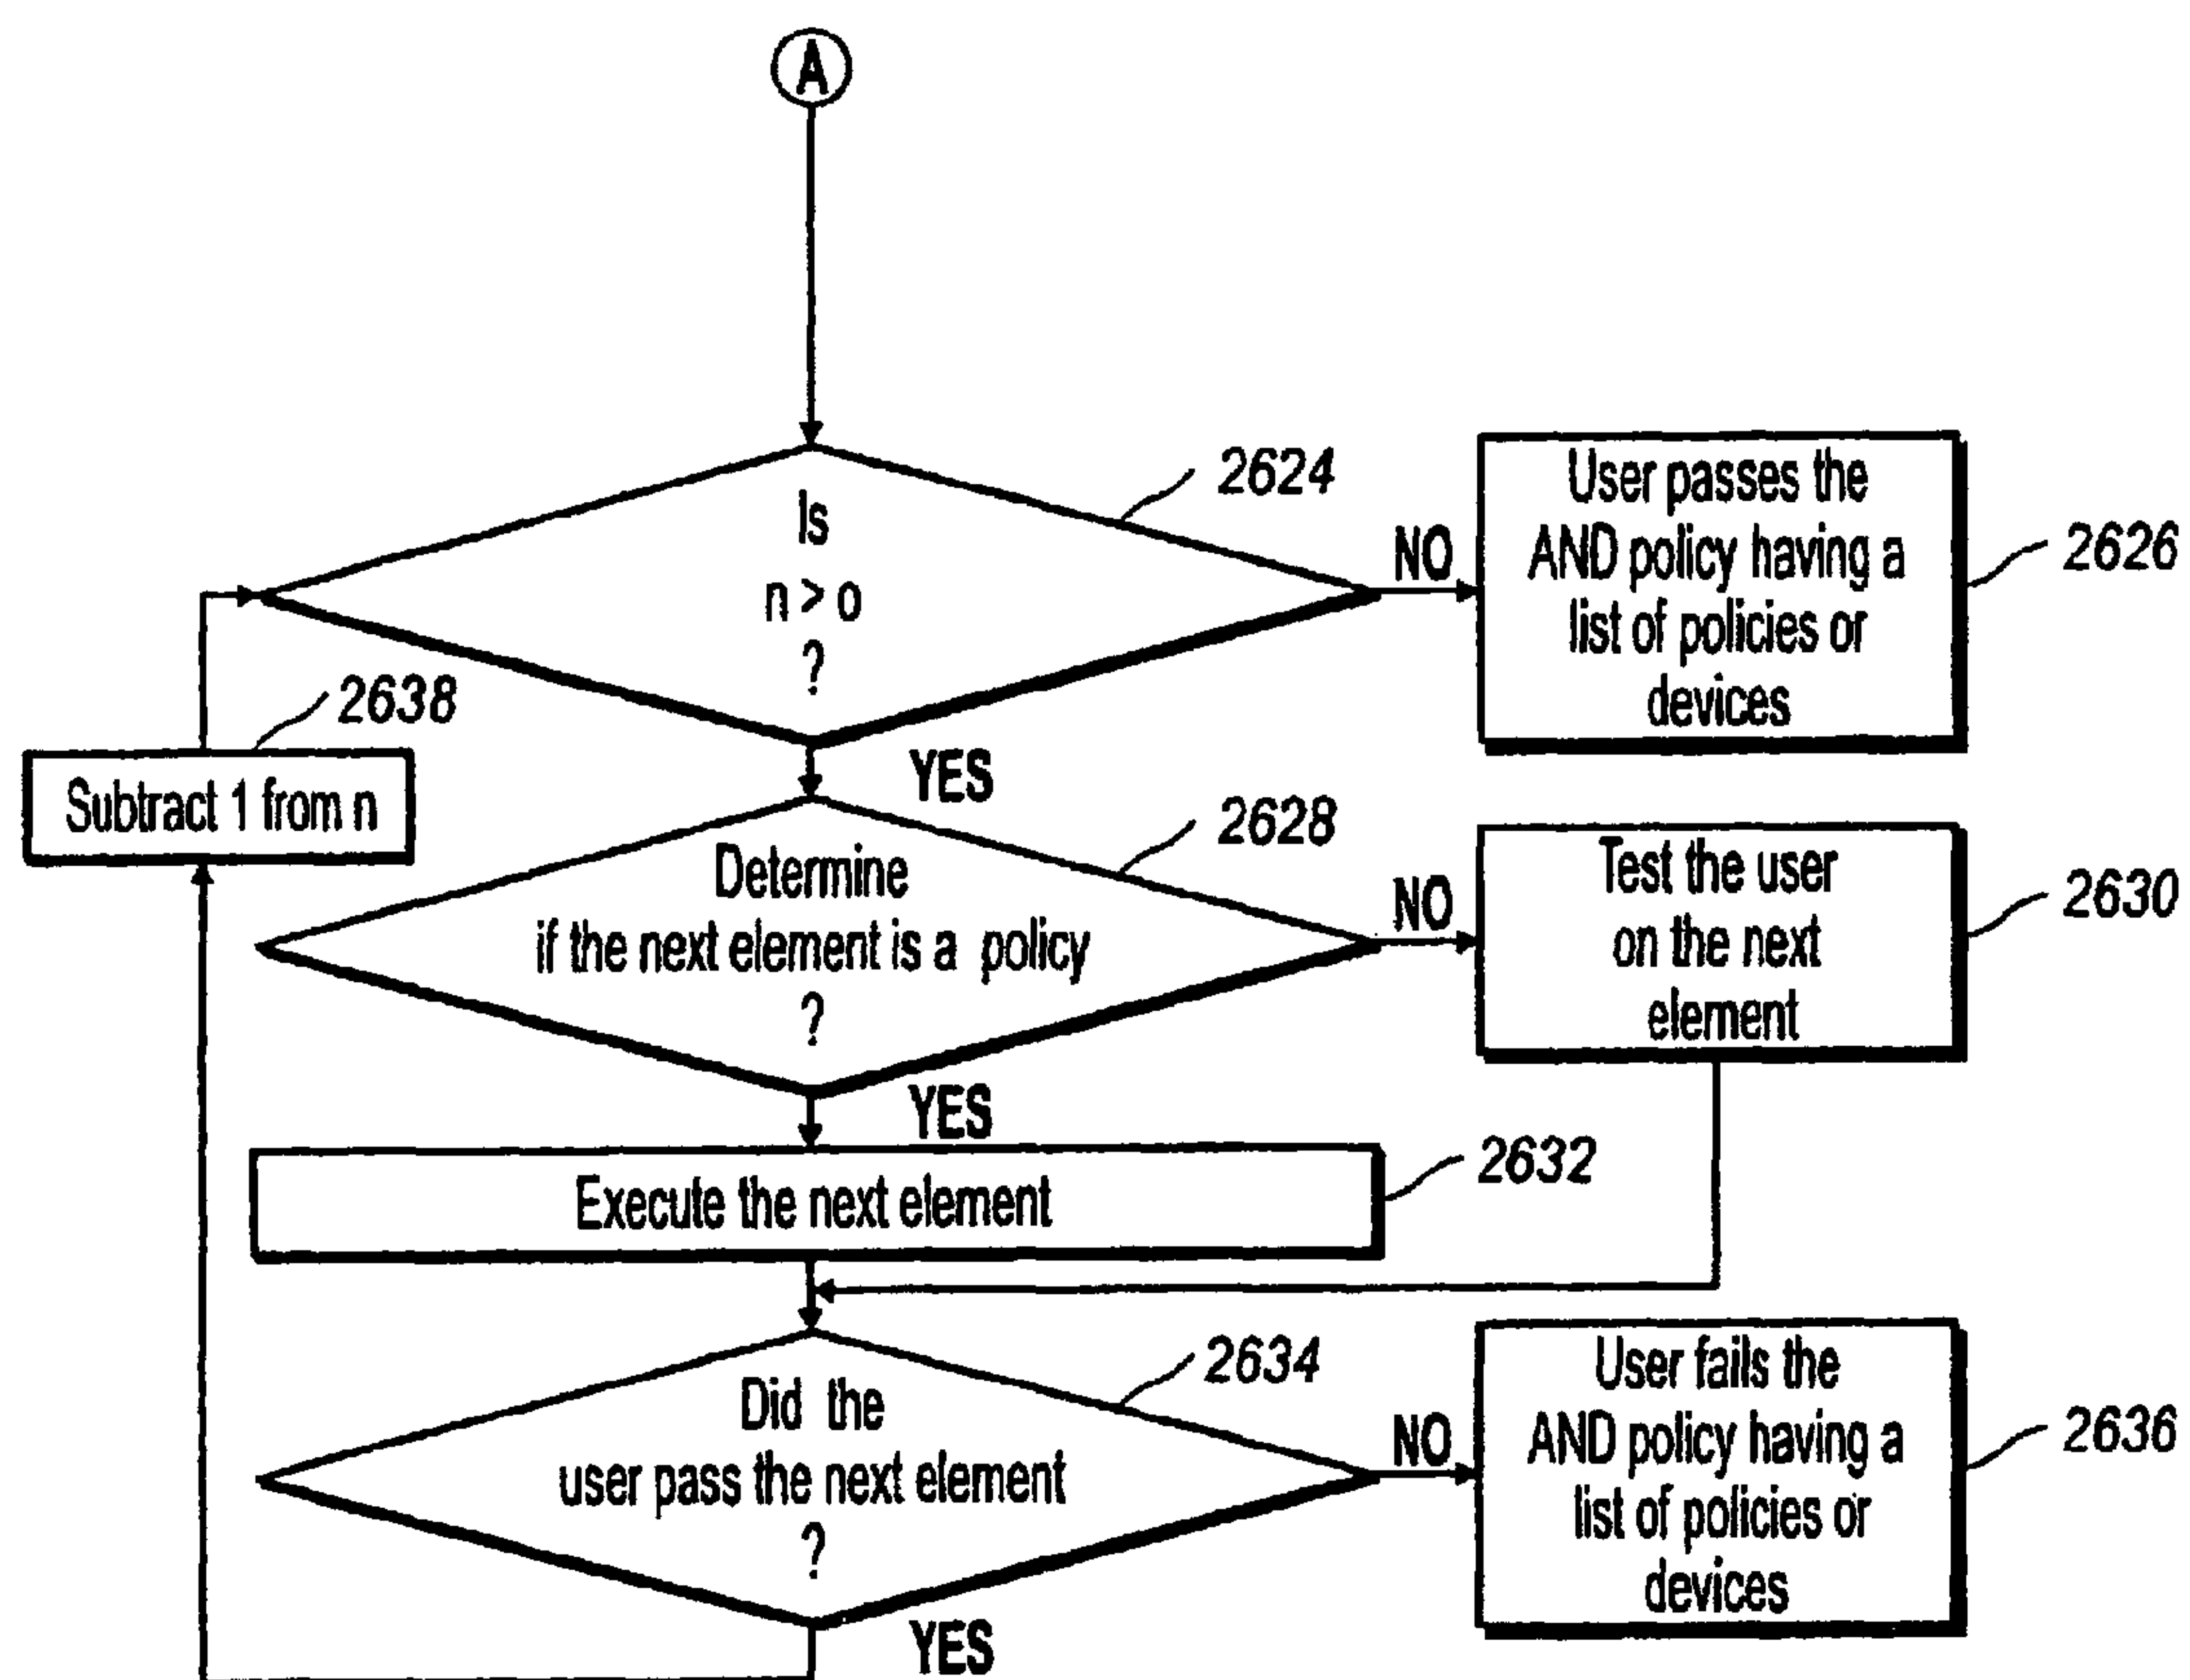 A
Is
n > o
?
2624
NO
User passes the
AND policy having a
list of policies or
devices
2626
2638
Subtract 1 from n
YES
Determine
if the next element is a policy
?
2628
NO
Test the user
on the next
element
2630
YES
Execute the next element
2632
Did the
user pass the next element
?
2634
NO
User fails the
AND policy having a
list of policies or
devices
2636
YES